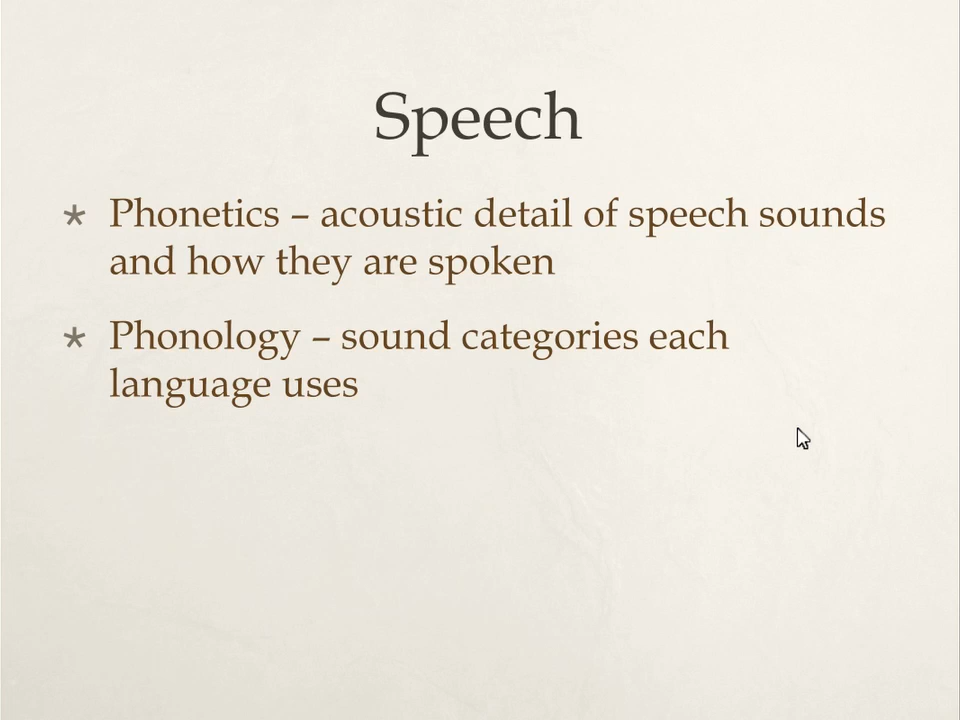 Speech
* Phonetics – acoustic detail of speech sounds
and how they are spoken
* Phonology – sound categories each
language uses